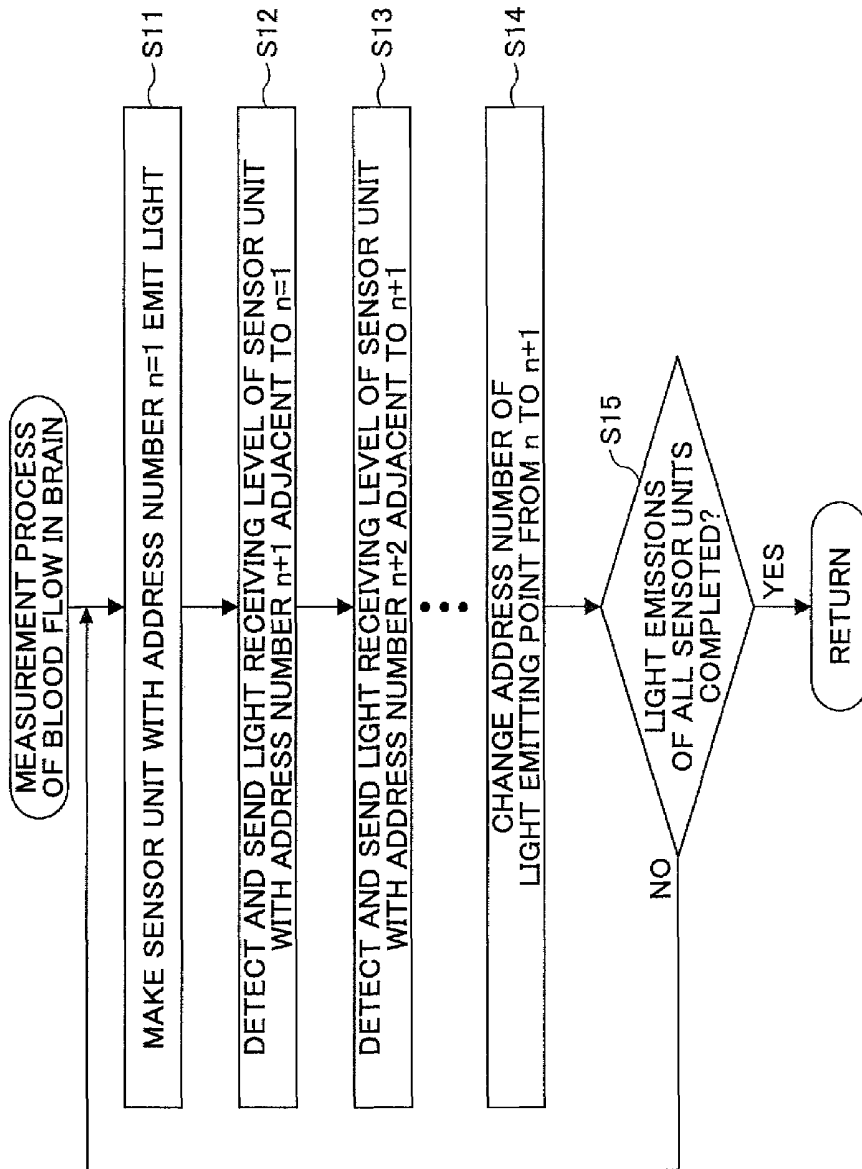 MEASUREMENT PROCESS
OF BLOOD FLOW IN BRAIN
MAKE SENSOR UNIT WITH ADDRESS NUMBER n=1 EMIT LIGHT
S11
DETECT AND SEND LIGHT RECEIVING LEVEL OF SENSOR UNIT
WITH ADDRESS NUMBER n+1 ADJACENT TO n=1
S12
DETECT AND SEND LIGHT RECEIVING LEVEL OF SENSOR UNIT
WITH ADDRESS NUMBER n+2 ADJACENT TO n+1
S13
•••
CHANGE ADDRESS NUMBER OF
LIGHT EMITTING POINT FROM n TO n+1
S14
S15
LIGHT EMISSIONS
OF ALL SENSOR UNITS
COMPLETED?
NO
YES
RETURN